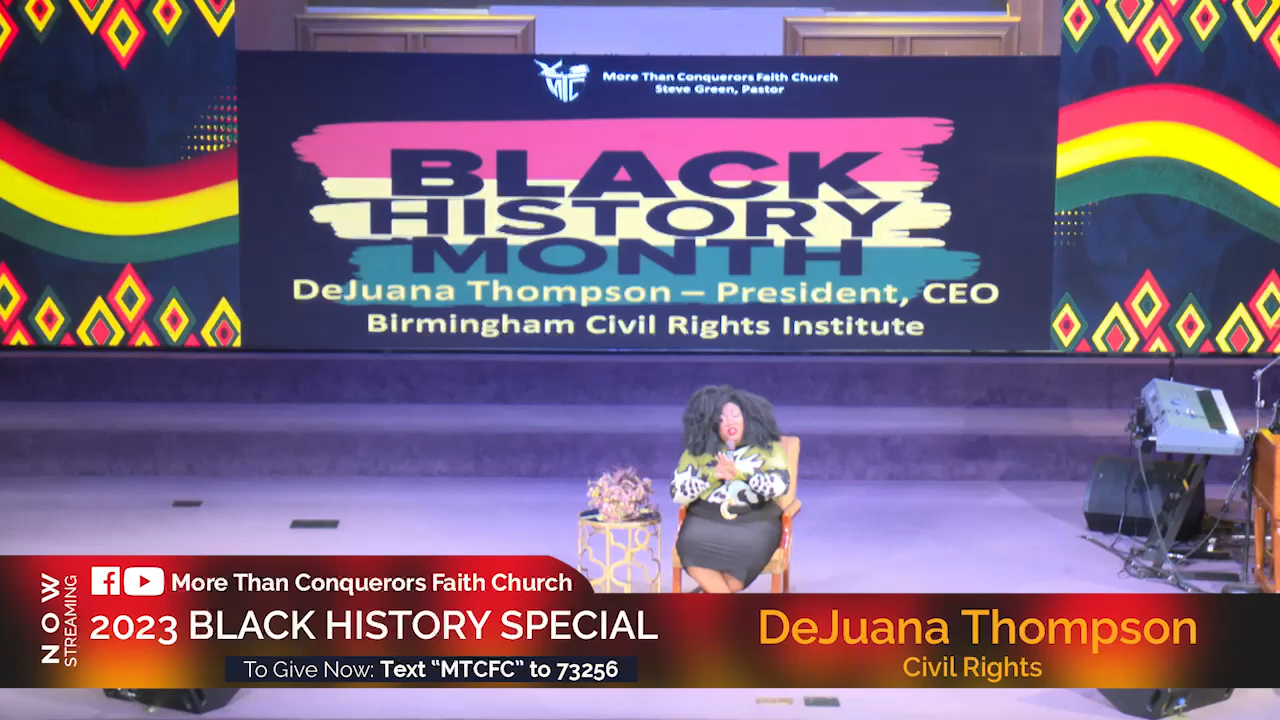 MTC
More Than Conquerors Faith Church
Steve Green, Pastor
BLACK
HISTORY
MONTH
DeJuana Thompson – President, CEO
Birmingham Civil Rights Institute
NOW
STREAMING
More Than Conquerors Faith Church
2023 BLACK HISTORY SPECIAL
To Give Now: Text “MTCFC” to 73256
DeJuana Thompson
Civil Rights